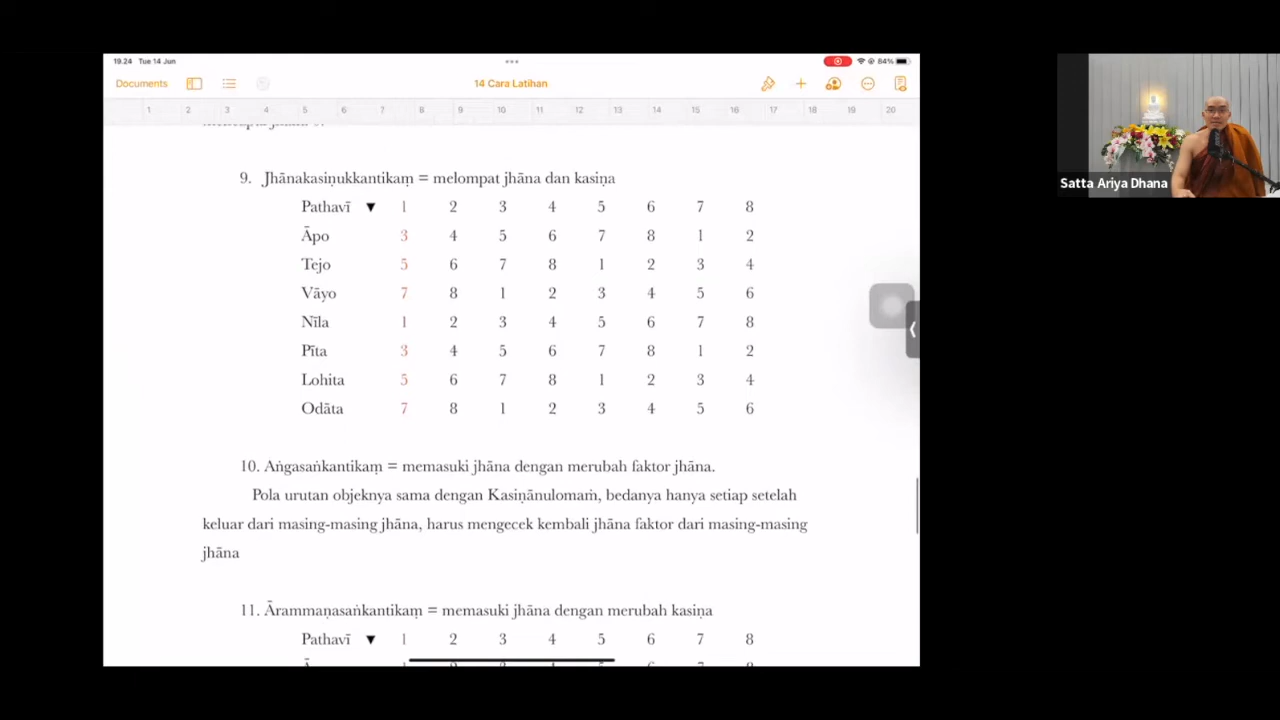 19.24 Tue 14 Jun
84%
Documents
14 Cara Latihan
1 2 3 4 5 6 7 8 9 10 11 12 13 14 15 16 17 18 19 20
9. Jhānakasiṇukkantikaṃ = melompat jhāna dan kasiṇa
Pathavī ▼ 1 2 3 4 5 6 7 8
Āpo 3 4 5 6 7 8 1 2
Tejo 5 6 7 8 1 2 3 4
Vāyo 7 8 1 2 3 4 5 6
Nīla 1 2 3 4 5 6 7 8
Pīta 3 4 5 6 7 8 1 2
Lohita 5 6 7 8 1 2 3 4
Odāta 7 8 1 2 3 4 5 6
10. Aṅgasaṅkantikaṃ = memasuki jhāna dengan merubah faktor jhāna.
Pola urutan objeknya sama dengan Kasiṇānulomaṁ, bedanya hanya setiap setelah
keluar dari masing-masing jhāna, harus mengecek kembali jhāna faktor dari masing-masing
jhāna
11. Ārammaṇasaṅkantikaṃ = memasuki jhāna dengan merubah kasiṇa
Pathavī ▼ 1 2 3 4 5 6 7 8
Satta Ariya Dhana